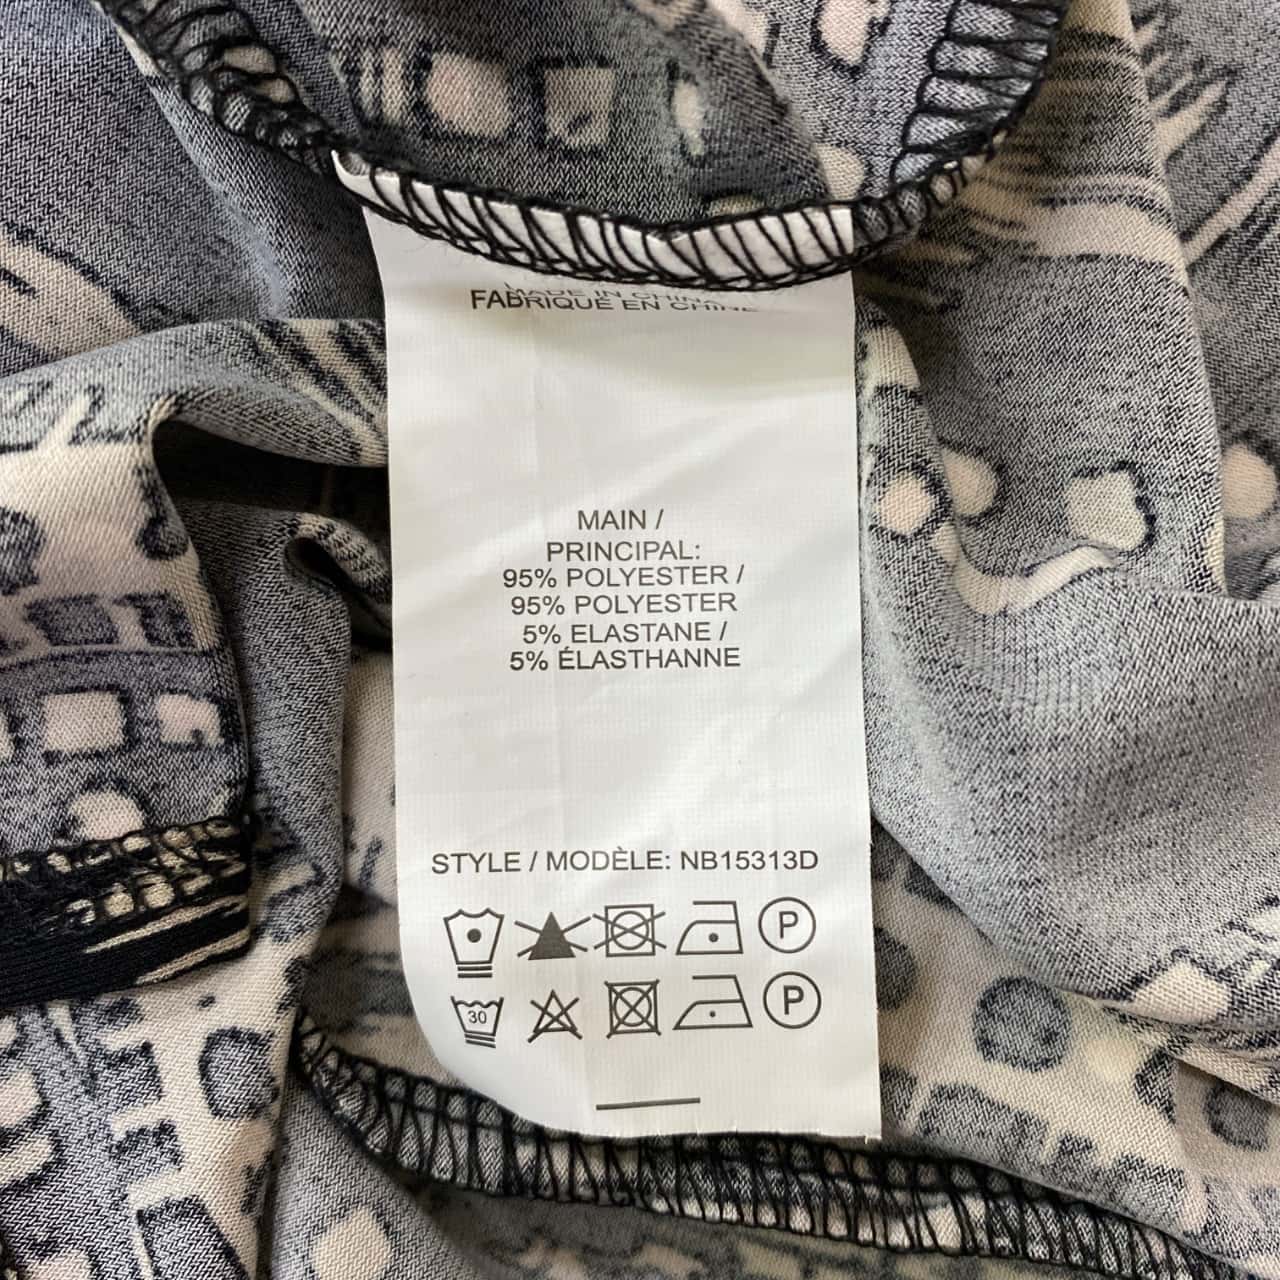 MADE IN CHINA
FABRIQUE EN CHINE
MAIN /
PRINCIPAL:
95% POLYESTER /
95% POLYESTER
5% ELASTANE /
5% ÉLASTHANNE
STYLE / MODÈLE: NB15313D
P
30 P